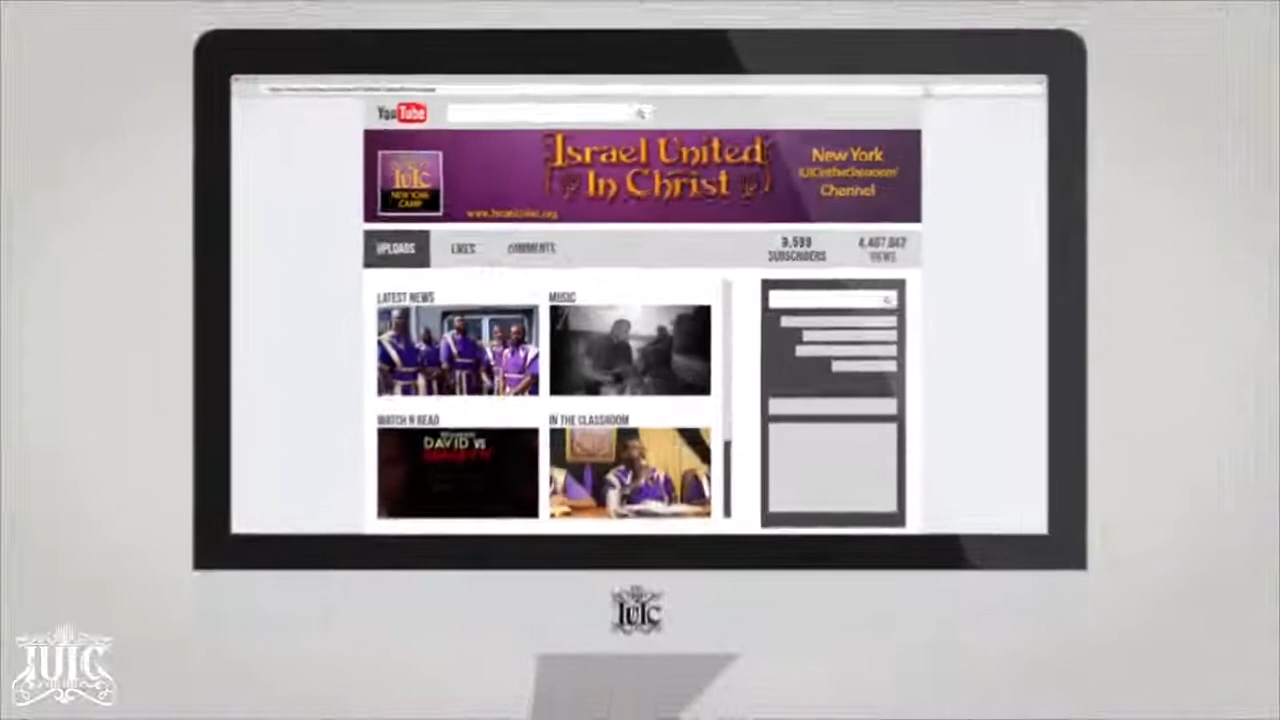 YouTube
Israel United
In Christ
New York
Channel
IUIC
NEW YORK
CAMP
UPLOADS
LIKES
COMMENTS
9,599
SUBSCRIBERS
VIEWS
LATEST NEWS
MUSIC
WATCH N READ
IN THE CLASSROOM
DAVID VS
IUIC
IUIC